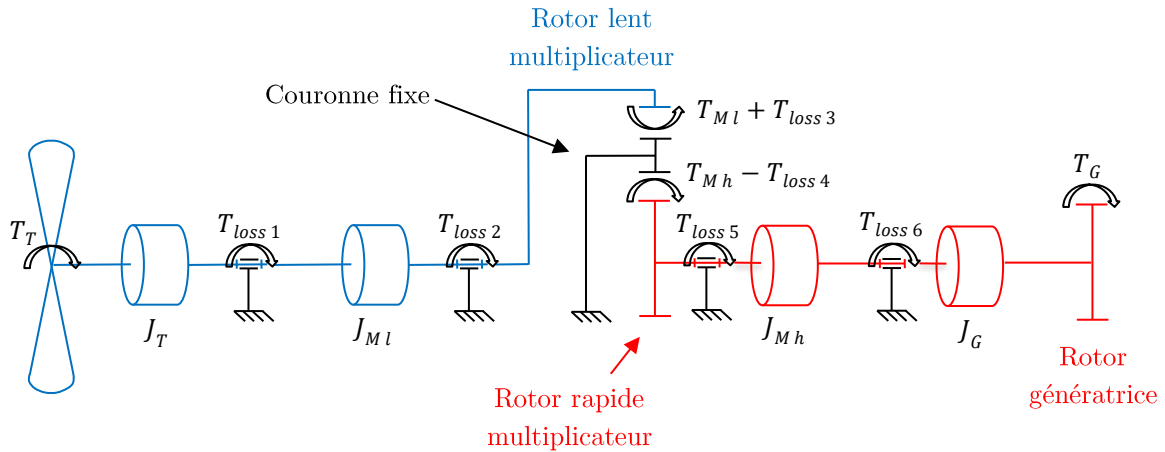 Rotor lent
multiplicateur
Couronne fixe
T_{M l} + T_{loss 3}
T_{M h} − T_{loss 4}
T_G
T_T
T_{loss 1}
T_{loss 2}
T_{loss 5}
T_{loss 6}
J_T
J_{M l}
J_{M h}
J_G
Rotor rapide
multiplicateur
Rotor
génératrice